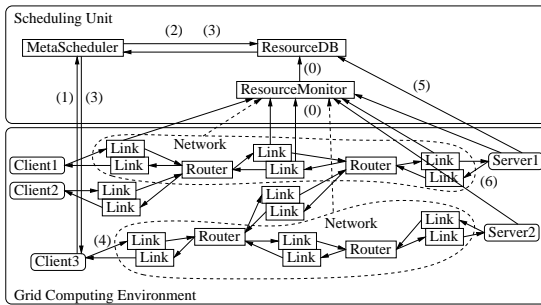 Scheduling Unit
(2) (3)
MetaScheduler
ResourceDB
(0)
(5)
(1) (3)
ResourceMonitor
(0)
Network
Link
Link
Client1
Link
Router
Link
Router
Link
Link
Server1
Client2
Link
Link
Link
Link
(6)
Network
Router
Link
Server2
(4)
Link
Link
Router
Link
Client3
Link
Link
Grid Computing Environment